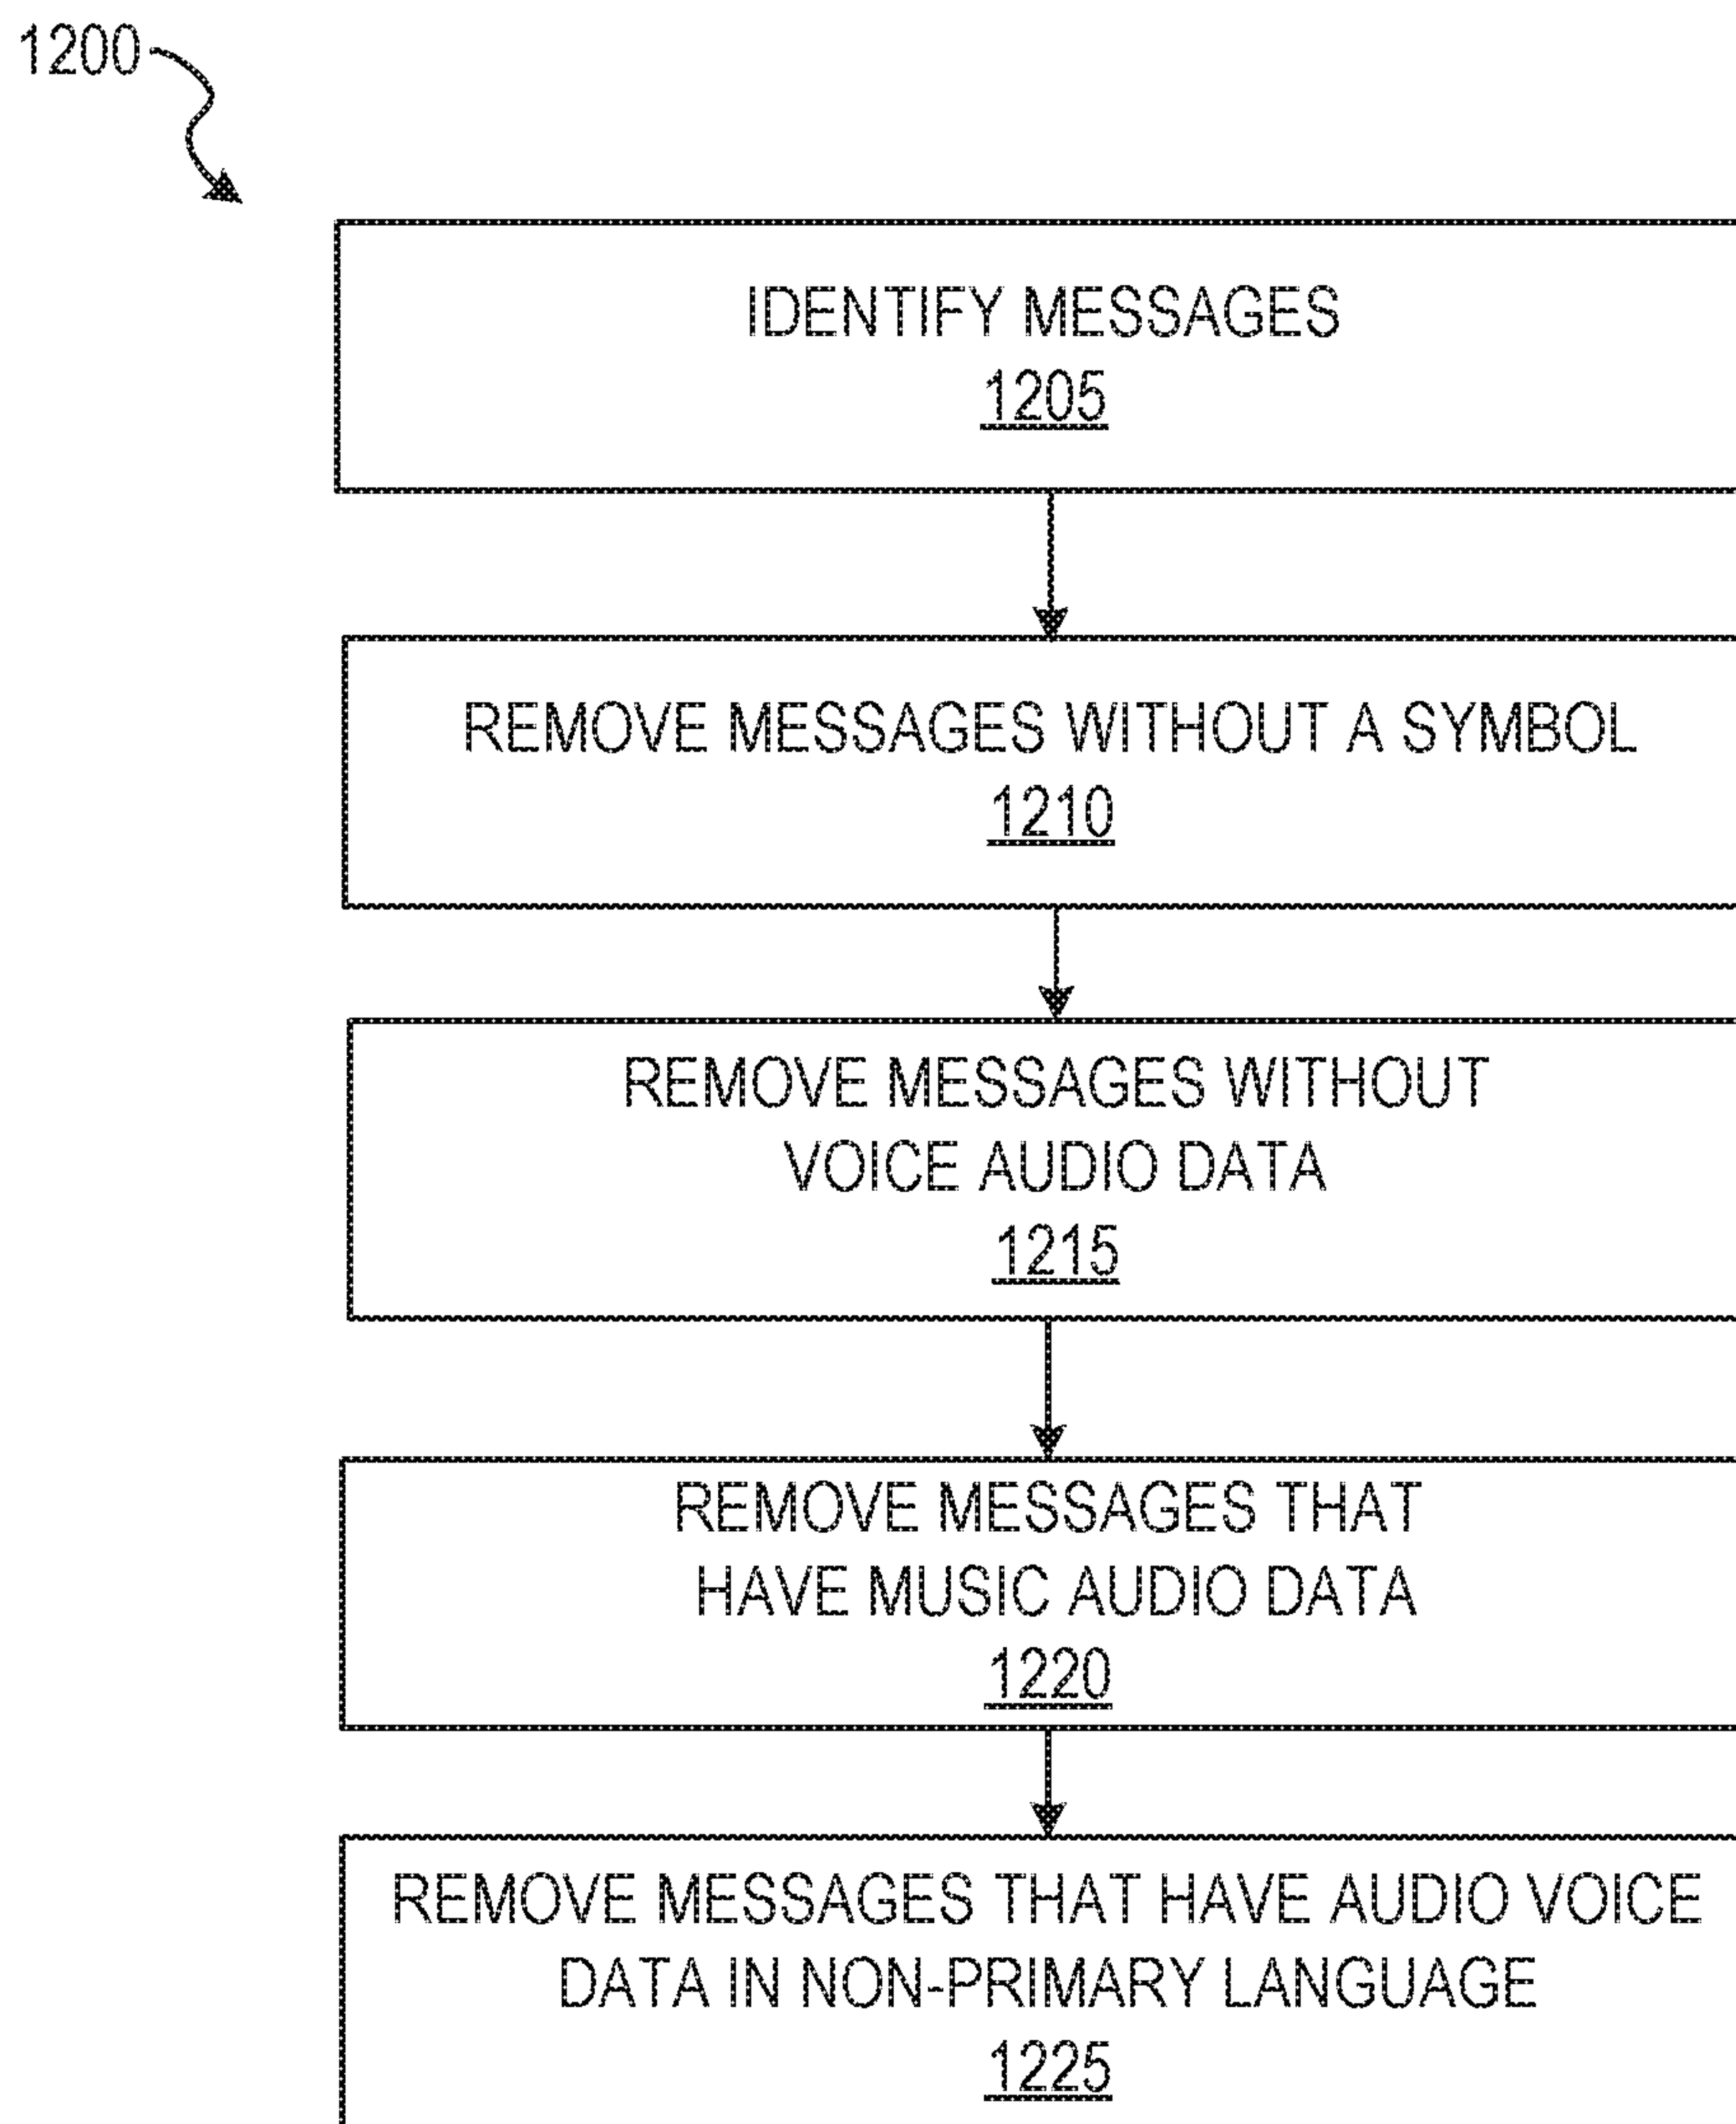 1200
IDENTIFY MESSAGES
1205
REMOVE MESSAGES WITHOUT A SYMBOL
1210
REMOVE MESSAGES WITHOUT
VOICE AUDIO DATA
1215
REMOVE MESSAGES THAT
HAVE MUSIC AUDIO DATA
1220
REMOVE MESSAGES THAT HAVE AUDIO VOICE
DATA IN NON-PRIMARY LANGUAGE
1225